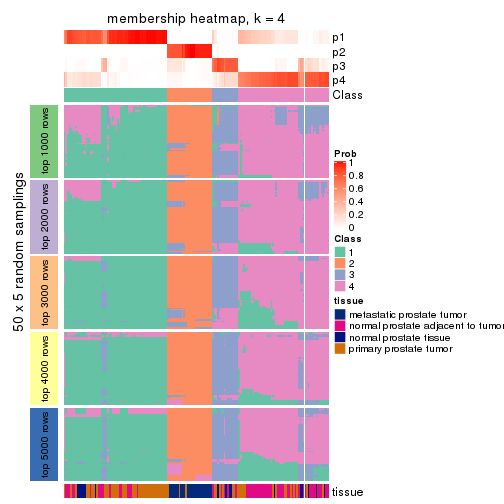 membership heatmap, k = 4
p1
p2
p3
p4
Class
50 x 5 random samplings
top 1000 rows
top 2000 rows
top 3000 rows
top 4000 rows
top 5000 rows
Prob
1
0.8
0.6
0.4
0.2
0
Class
1
2
3
4
tissue
metastatic prostate tumor
normal prostate adjacent to tumor
normal prostate tissue
primary prostate tumor
tissue